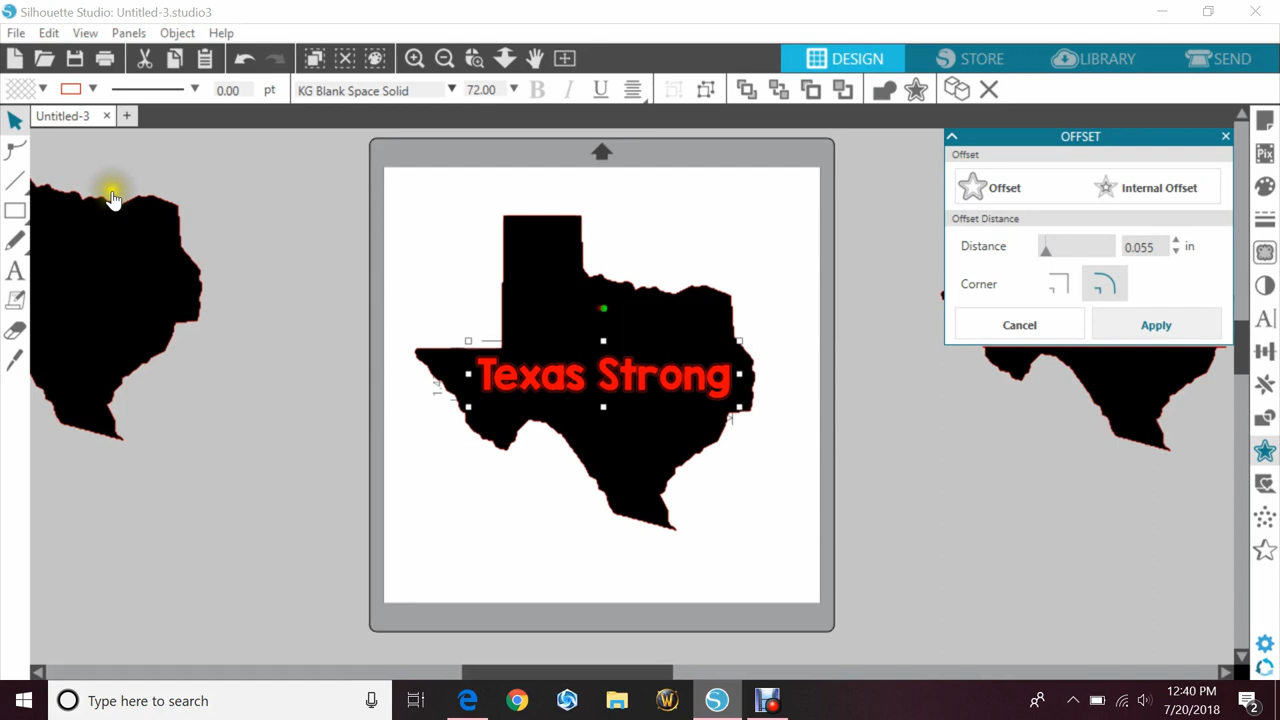 Silhouette Studio: Untitled-3.studio3
File Edit View Panels Object Help
DESIGN STORE LIBRARY SEND
0.00 pt KG Blank Space Solid 72.00 B I U
Untitled-3 × +
OFFSET
Offset
Offset Internal Offset
Offset Distance
Distance 0.055 in
Corner
Cancel Apply
Texas Strong
Type here to search
12:40 PM
7/20/2018
2